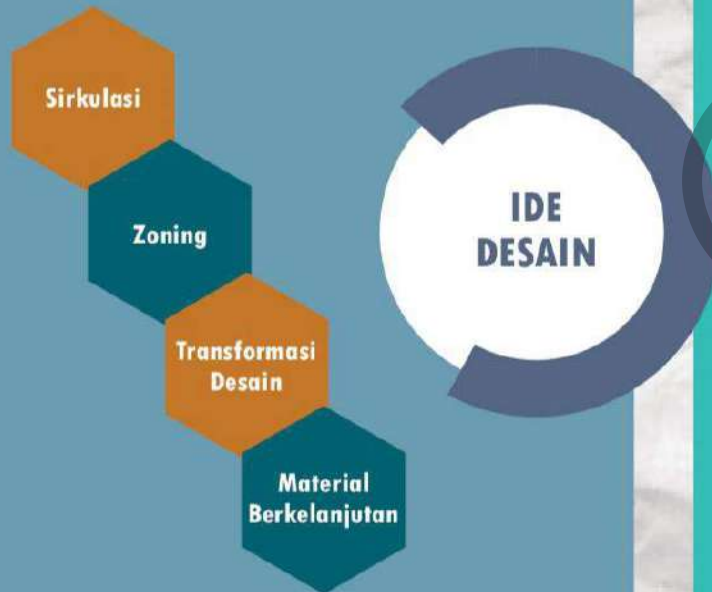 Sirkulasi
Zoning
Transformasi
Desain
Material
Berkelanjutan
IDE
DESAIN